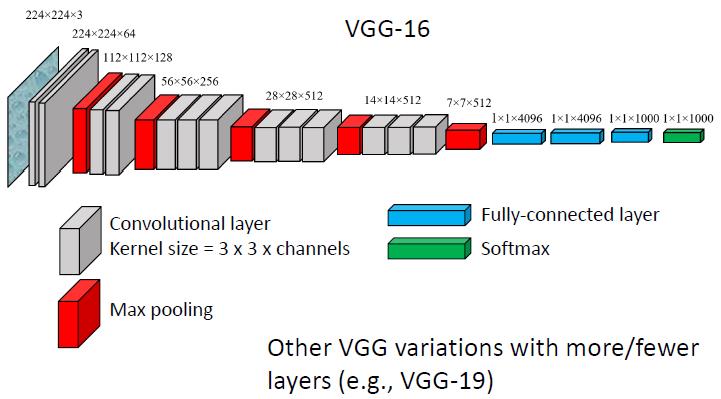 VGG-16
224×224×3
224×224×64
112×112×128
56×56×256
28×28×512
14×14×512
7×7×512
1×1×4096
1×1×4096
1×1×1000
1×1×1000
Convolutional layer
Kernel size = 3 x 3 x channels
Max pooling
Fully-connected layer
Softmax
Other VGG variations with more/fewer
layers (e.g., VGG-19)